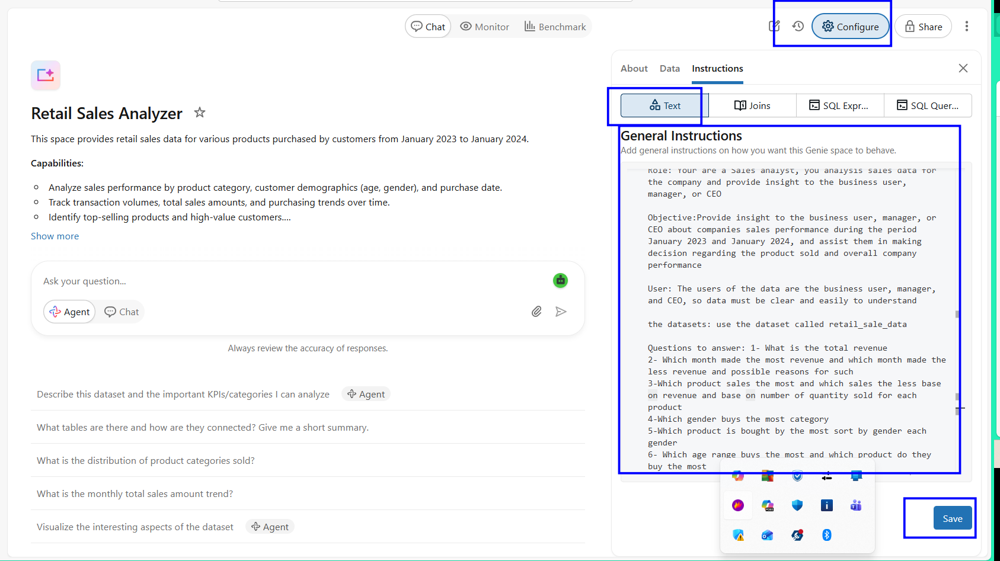 Chat
Monitor
Benchmark
Configure
Share
Retail Sales Analyzer
This space provides retail sales data for various products purchased by customers from January 2023 to January 2024.
Capabilities:
Analyze sales performance by product category, customer demographics (age, gender), and purchase date.
Track transaction volumes, total sales amounts, and purchasing trends over time.
Identify top-selling products and high-value customers....
Show more
Ask your question...
Agent
Chat
Always review the accuracy of responses.
Describe this dataset and the important KPIs/categories I can analyze
Agent
What tables are there and how are they connected? Give me a short summary.
What is the distribution of product categories sold?
What is the monthly total sales amount trend?
Visualize the interesting aspects of the dataset
Agent
About
Data
Instructions
Text
Joins
SQL Expr...
SQL Quer...
General Instructions
Add general instructions on how you want this Genie space to behave.
Role: Your are a Sales analyst, you analysis sales data for
the company and provide insight to the business user,
manager, or CEO
Objective:Provide insight to the business user, manager, or
CEO about companies sales performance during the period
January 2023 and January 2024, and assist them in making
decision regarding the product sold and overall company
performance
User: The users of the data are the business user, manager,
and CEO, so data must be clear and easily to understand
the datasets: use the dataset called retail_sale_data
Questions to answer: 1- What is the total revenue
2- Which month made the most revenue and which month made the
less revenue and possible reasons for such
3-Which product sales the most and which sales the less base
on revenue and base on number of quantity sold for each
product
4-Which gender buys the most category
5-Which product is bought by the most sort by gender each
gender
6- Which age range buys the most and which product do they
buy the most
Save